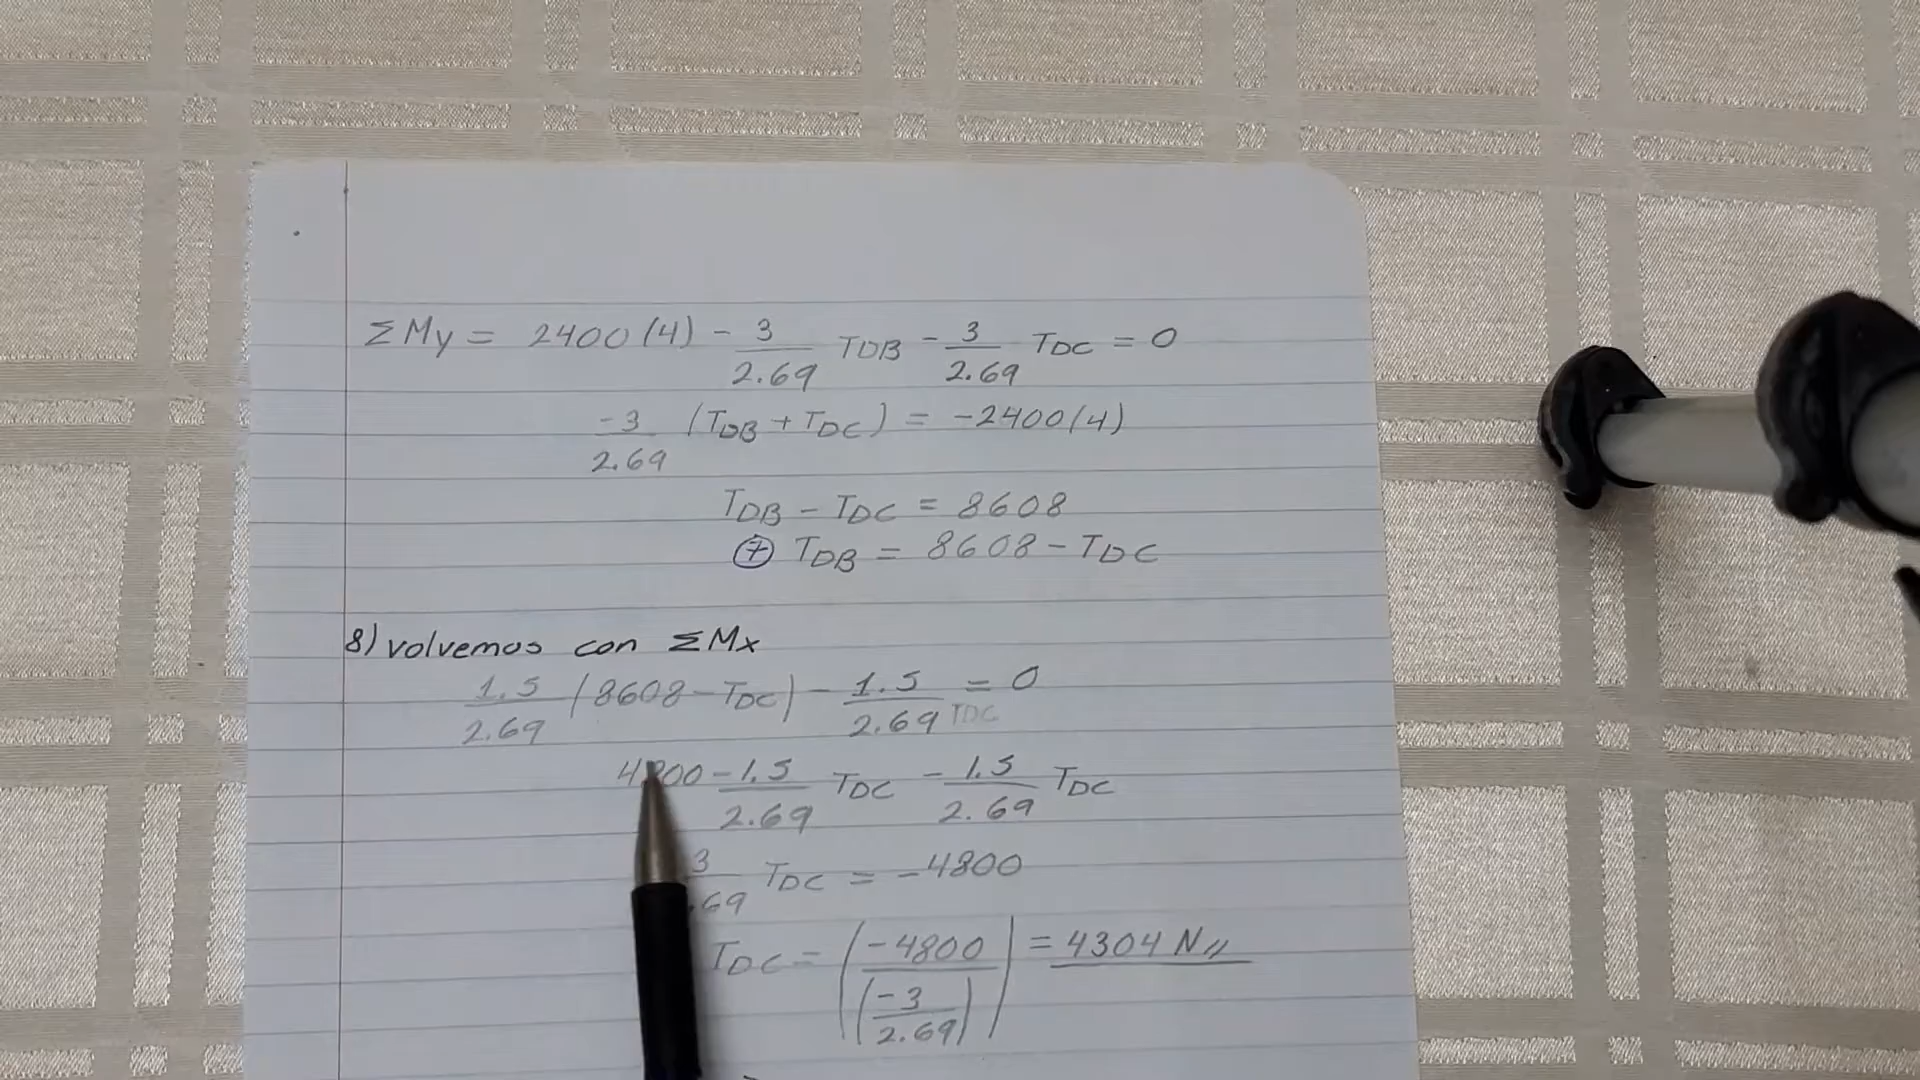 ΣMy = 2400(4) - 3/2.69 TDB - 3/2.69 TDC = 0
-3/2.69 (TDB + TDC) = -2400(4)
TDB - TDC = 8608
⑦ TDB = 8608 - TDC
8) volvemos con ΣMx
1.5/2.69 (8608 - TDC) - 1.5/2.69 TDC = 0
4800 - 1.5/2.69 TDC - 1.5/2.69 TDC
3/.69 TDC = -4800
TDC = (-4800/(-3/2.69)) = 4304 N